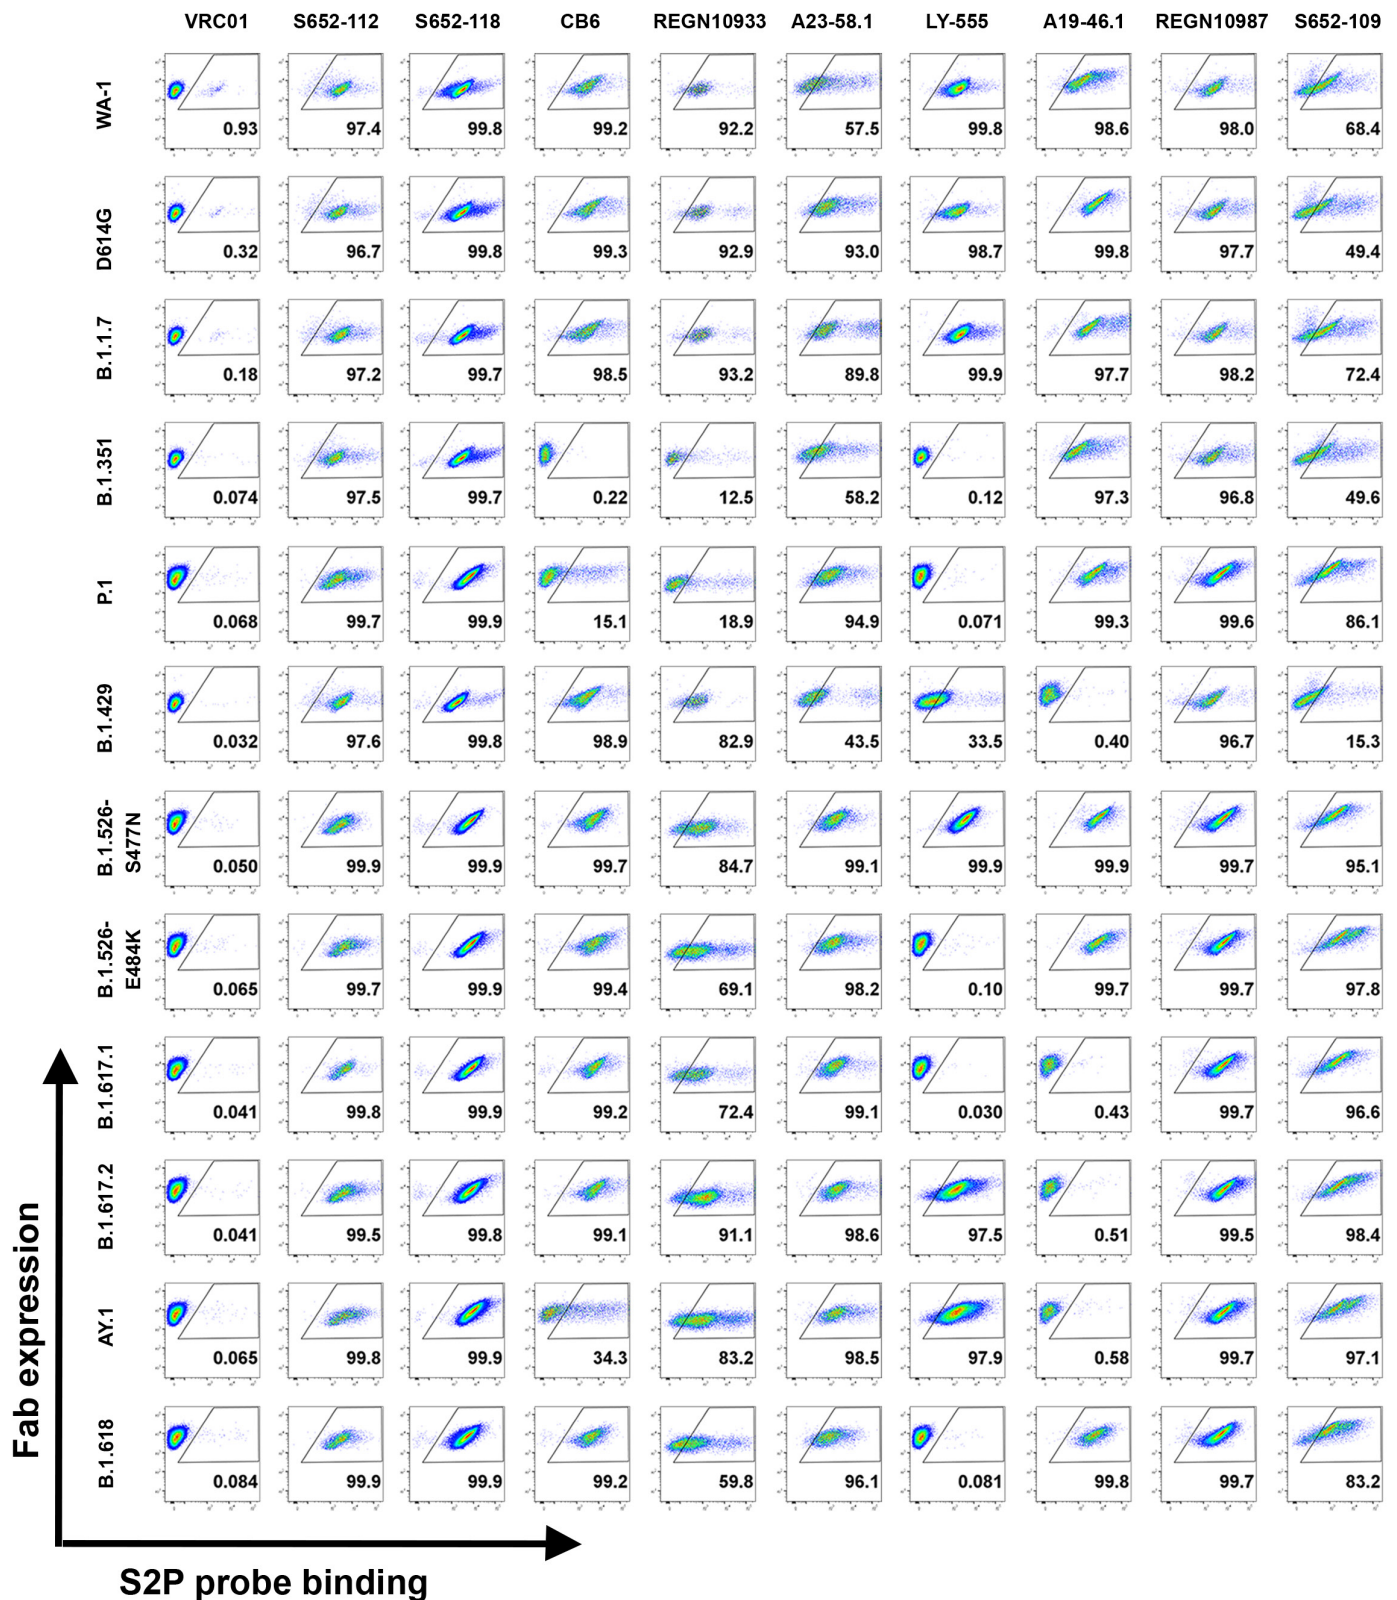 VRC01 S652-112 S652-118 CB6 REGN10933 A23-58.1 LY-555 A19-46.1 REGN10987 S652-109
WA-1
0.93 97.4 99.8 99.2 92.2 57.5 99.8 98.6 98.0 68.4
D614G
0.32 96.7 99.8 99.3 92.9 93.0 98.7 99.8 97.7 49.4
B.1.1.7
0.18 97.2 99.7 98.5 93.2 89.8 99.9 97.7 98.2 72.4
B.1.351
0.074 97.5 99.7 0.22 12.5 58.2 0.12 97.3 96.8 49.6
P.1
0.068 99.7 99.9 15.1 18.9 94.9 0.071 99.3 99.6 86.1
B.1.429
0.032 97.6 99.8 98.9 82.9 43.5 33.5 0.40 96.7 15.3
B.1.526-
S477N
0.050 99.9 99.9 99.7 84.7 99.1 99.9 99.9 99.7 95.1
B.1.526-
E484K
0.065 99.7 99.9 99.4 69.1 98.2 0.10 99.7 99.7 97.8
B.1.617.1
0.041 99.8 99.9 99.2 72.4 99.1 0.030 0.43 99.7 96.6
B.1.617.2
0.041 99.5 99.8 99.1 91.1 98.6 97.5 0.51 99.5 98.4
AY.1
0.065 99.8 99.9 34.3 83.2 98.5 97.9 0.58 99.7 97.1
B.1.618
0.084 99.9 99.9 99.2 59.8 96.1 0.081 99.8 99.7 83.2
Fab expression
S2P probe binding